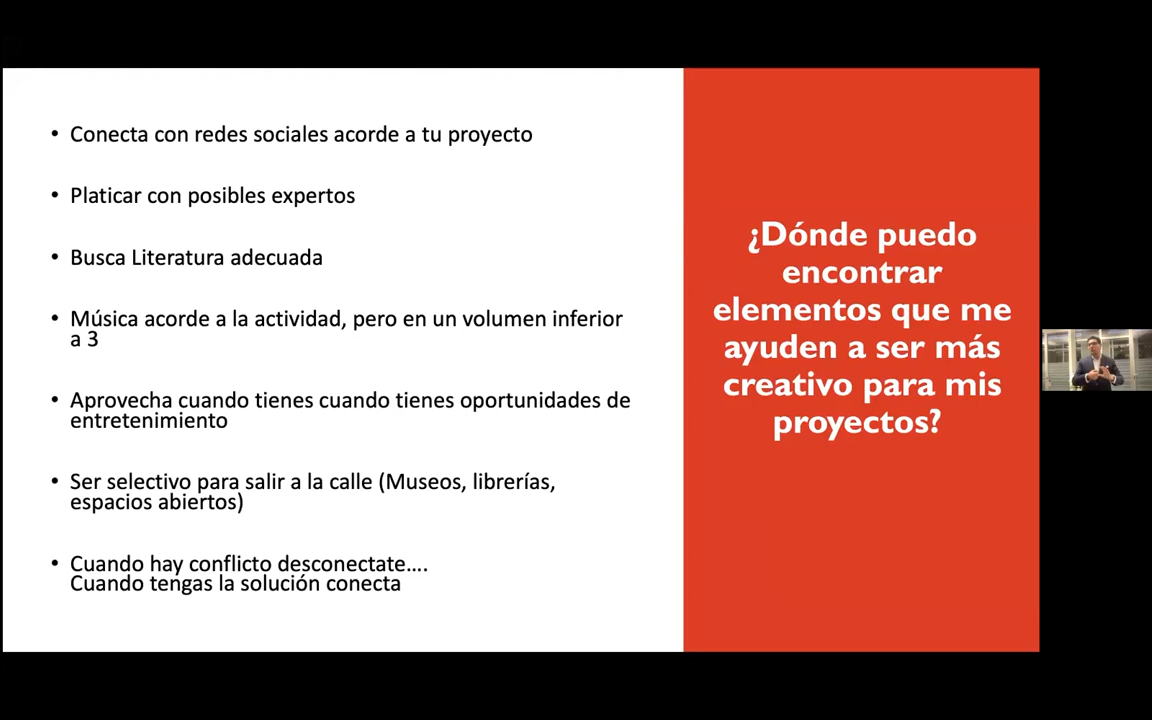 • Conecta con redes sociales acorde a tu proyecto
• Platicar con posibles expertos
• Busca Literatura adecuada
• Música acorde a la actividad, pero en un volumen inferior
a 3
• Aprovecha cuando tienes cuando tienes oportunidades de
entretenimiento
• Ser selectivo para salir a la calle (Museos, librerías,
espacios abiertos)
• Cuando hay conflicto desconectate....
Cuando tengas la solución conecta
¿Dónde puedo
encontrar
elementos que me
ayuden a ser más
creativo para mis
proyectos?